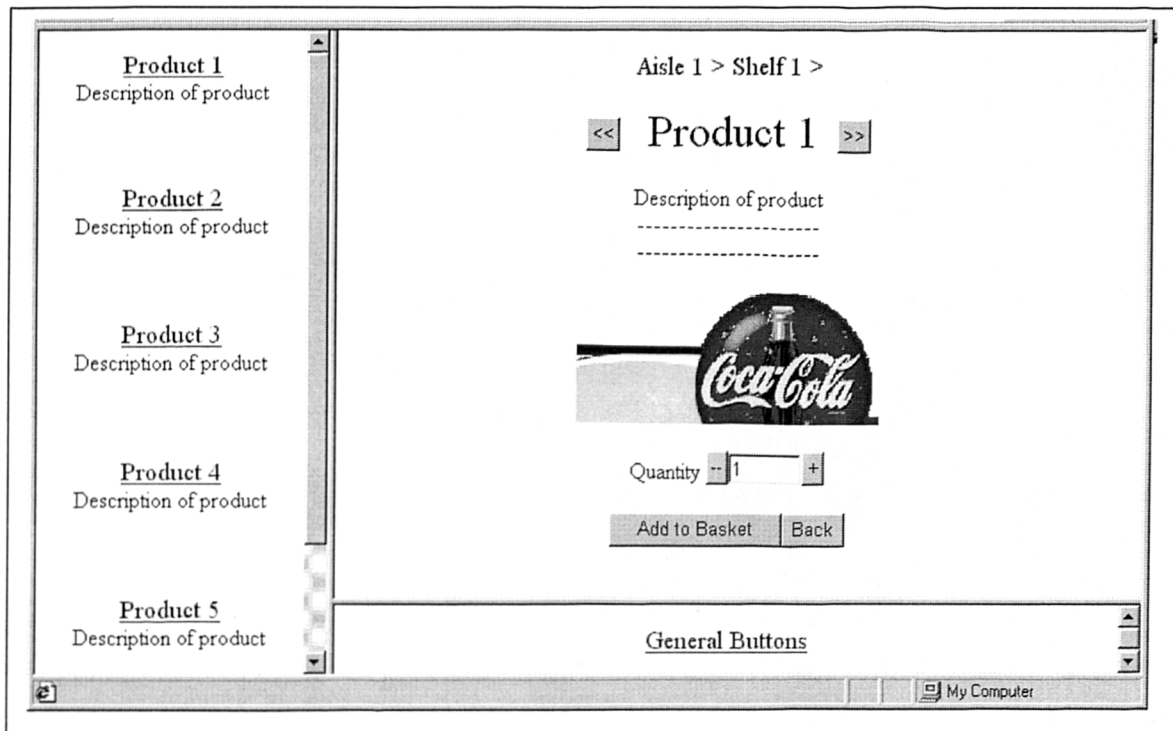 Product 1
Description of product
Product 2
Description of product
Product 3
Description of product
Product 4
Description of product
Product 5
Description of product
Aisle 1 > Shelf 1 >
<< Product 1 >>
Description of product
--------------------
--------------------
Coca-Cola
Quantity -- 1 +
Add to Basket Back
General Buttons
My Computer